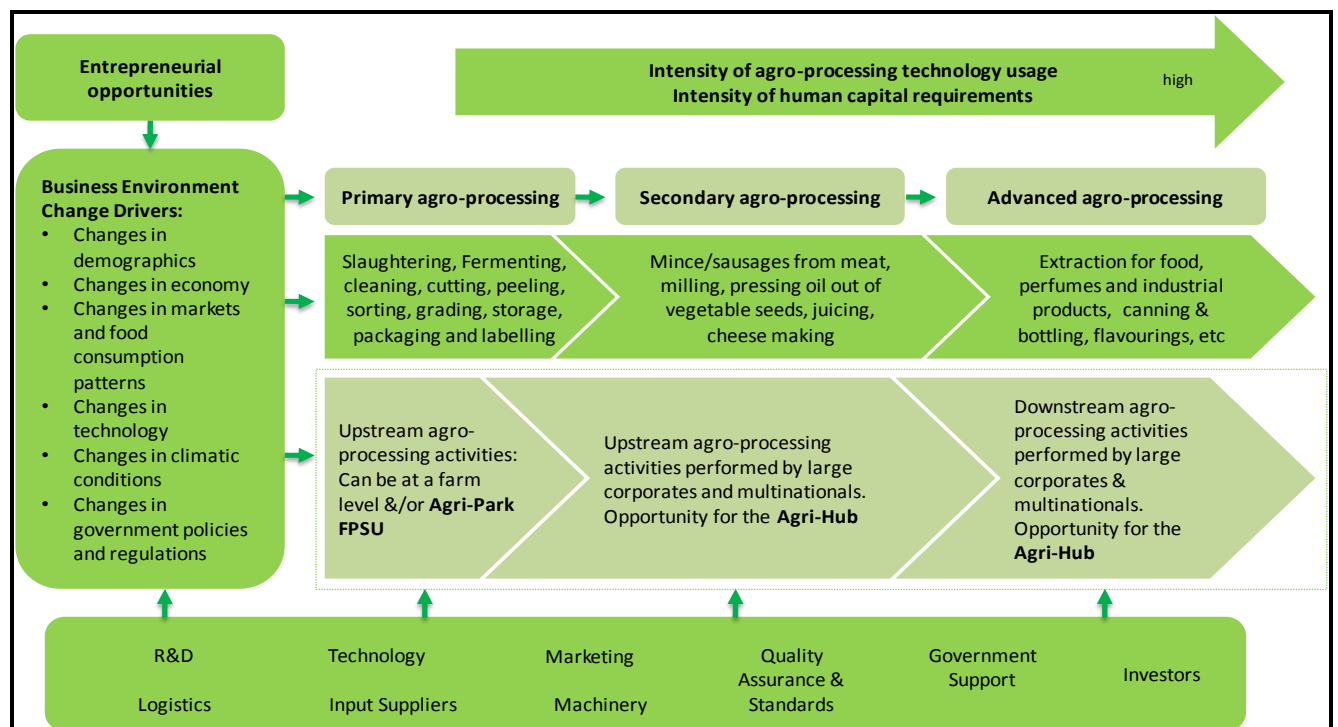 Entrepreneurial
opportunities
Intensity of agro-processing technology usage
Intensity of human capital requirements
high
Business Environment
Change Drivers:
• Changes in
demographics
• Changes in economy
• Changes in markets
and food
consumption
patterns
• Changes in
technology
• Changes in climatic
conditions
• Changes in
government policies
and regulations
Primary agro-processing
Secondary agro-processing
Advanced agro-processing
Slaughtering, Fermenting,
cleaning, cutting, peeling,
sorting, grading, storage,
packaging and labelling
Mince/sausages from meat,
milling, pressing oil out of
vegetable seeds, juicing,
cheese making
Extraction for food,
perfumes and industrial
products, canning &
bottling, flavourings, etc
Upstream agro-
processing activities:
Can be at a farm
level &/or Agri-Park
FPSU
Upstream agro-processing
activities performed by large
corporates and multinationals.
Opportunity for the Agri-Hub
Downstream agro-
processing activities
performed by large
corporates &
multinationals.
Opportunity for the
Agri-Hub
R&D
Technology
Marketing
Quality
Assurance &
Standards
Government
Support
Investors
Logistics
Input Suppliers
Machinery